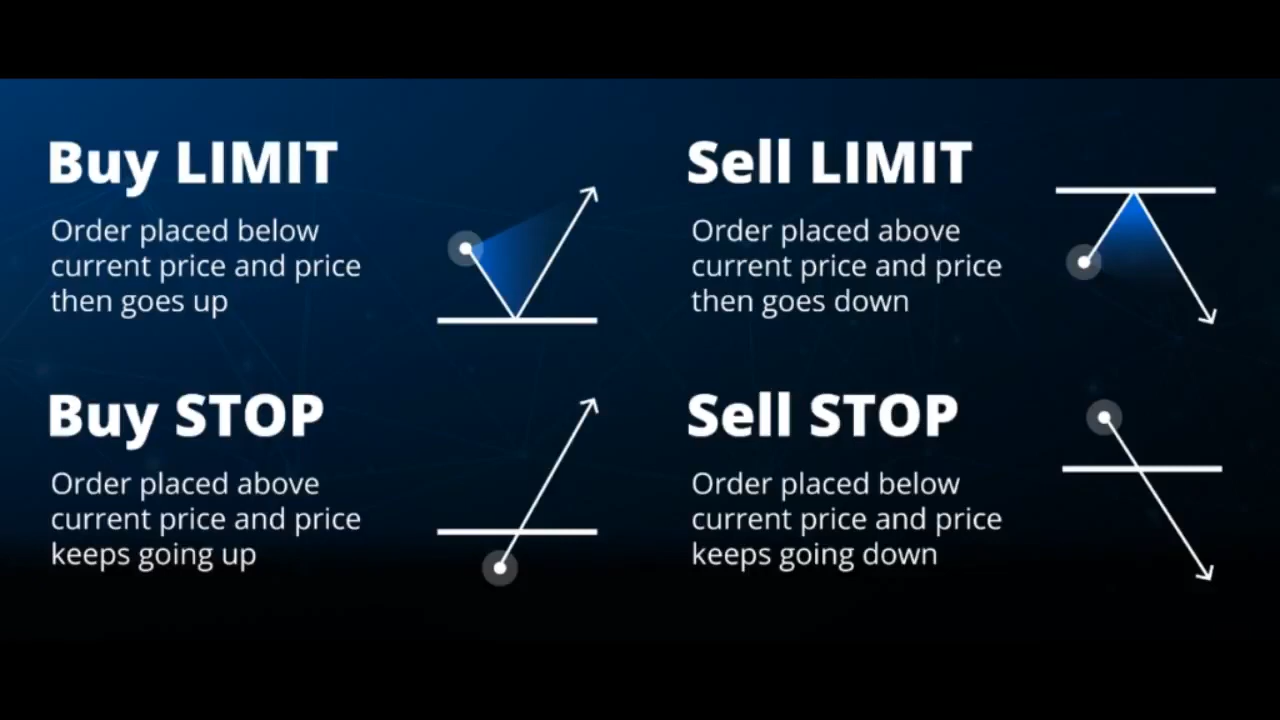 Buy LIMIT
Order placed below
current price and price
then goes up
Sell LIMIT
Order placed above
current price and price
then goes down
Buy STOP
Order placed above
current price and price
keeps going up
Sell STOP
Order placed below
current price and price
keeps going down